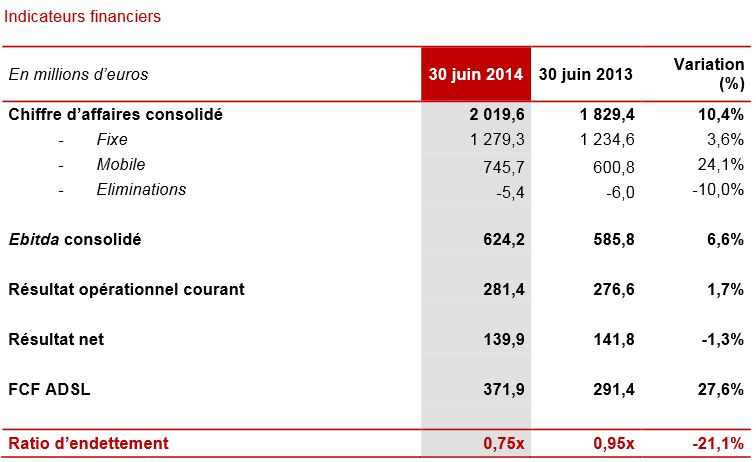 Indicateurs financiers
En millions d’euros 30 juin 2014 30 juin 2013 Variation (%)
Chiffre d’affaires consolidé 2 019,6 1 829,4 10,4%
- Fixe 1 279,3 1 234,6 3,6%
- Mobile 745,7 600,8 24,1%
- Eliminations -5,4 -6,0 -10,0%
Ebitda consolidé 624,2 585,8 6,6%
Résultat opérationnel courant 281,4 276,6 1,7%
Résultat net 139,9 141,8 -1,3%
FCF ADSL 371,9 291,4 27,6%
Ratio d’endettement 0,75x 0,95x -21,1%